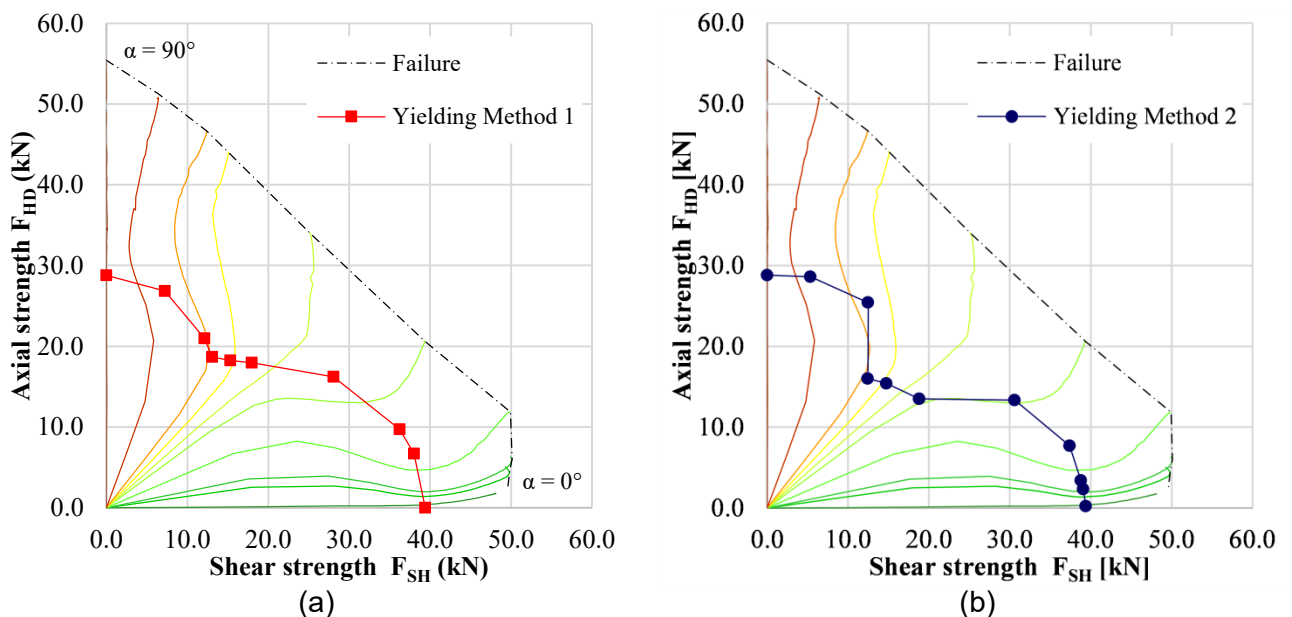 60.0
50.0
40.0
30.0
20.0
10.0
0.0
Axial strength F_HD (kN)
α = 90°
Failure
Yielding Method 1
α = 0°
0.0 10.0 20.0 30.0 40.0 50.0 60.0
Shear strength F_SH (kN)
(a)
60.0
50.0
40.0
30.0
20.0
10.0
0.0
Axial strength F_HD [kN]
Failure
Yielding Method 2
0.0 10.0 20.0 30.0 40.0 50.0 60.0
Shear strength F_SH [kN]
(b)